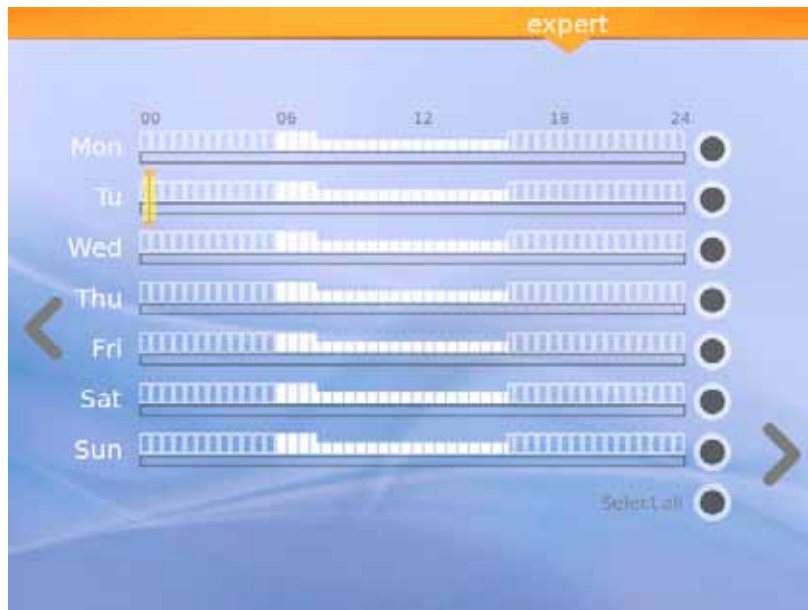 expert
00 06 12 18 24
Mon
Tu
Wed
Thu
Fri
Sat
Sun
Select all